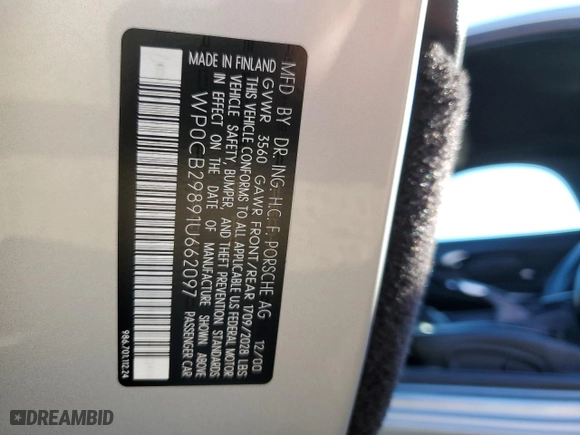 MFD BY DR. ING. H.C. F. PORSCHE AG 12/00
GVWR 3560 GAWR FRONT/REAR 1709/2028 LBS
THIS VEHICLE CONFORMS TO ALL APPLICABLE US FEDERAL MOTOR
VEHICLE SAFETY, BUMPER, AND THEFT PREVENTION STANDARDS
IN EFFECT ON THE DATE OF MANUFACTURE SHOWN ABOVE
MADE IN FINLAND WP0CB29891U662097 PASSENGER CAR
986.701.112.24
DREAMBID